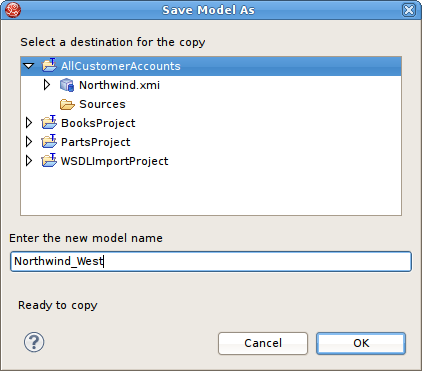 Save Model As
Select a destination for the copy
AllCustomerAccounts
Northwind.xmi
Sources
BooksProject
PartsProject
WSDLImportProject
Enter the new model name
Northwind_West
Ready to copy
Cancel OK